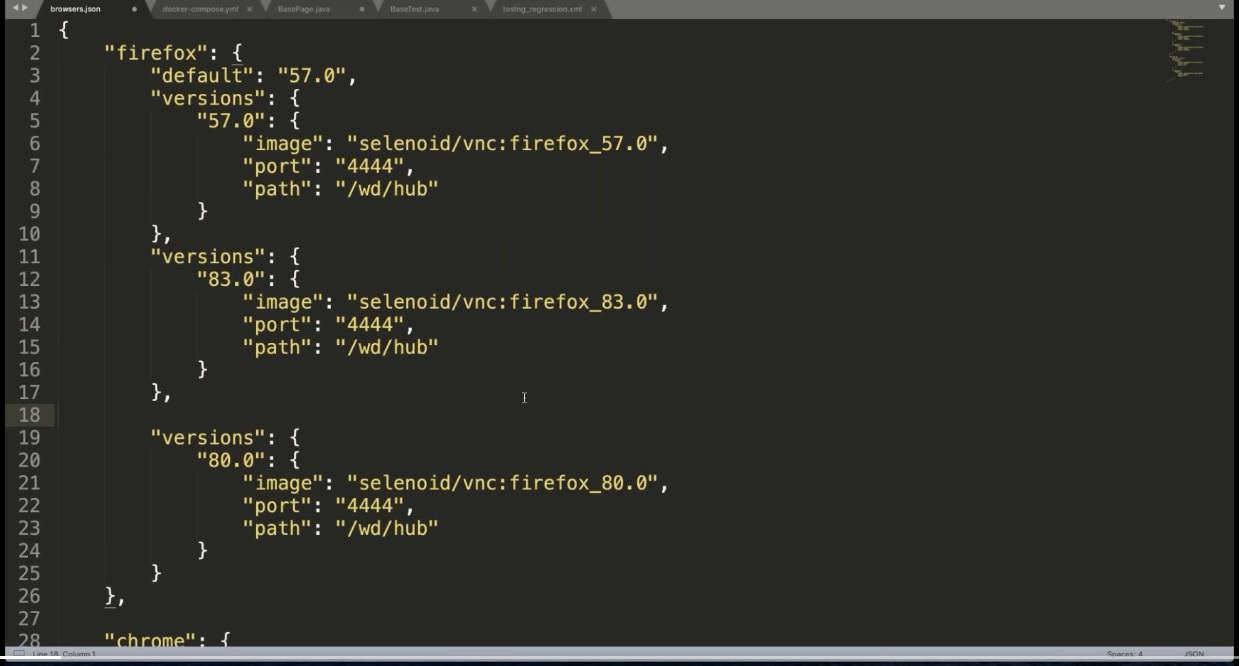 browsers.json docker-compose.yml BasePage.java BaseTest.java testng_regression.xml
1 {
2 "firefox": {
3 "default": "57.0",
4 "versions": {
5 "57.0": {
6 "image": "selenoid/vnc:firefox_57.0",
7 "port": "4444",
8 "path": "/wd/hub"
9 }
10 },
11 "versions": {
12 "83.0": {
13 "image": "selenoid/vnc:firefox_83.0",
14 "port": "4444",
15 "path": "/wd/hub"
16 }
17 },
18
19 "versions": {
20 "80.0": {
21 "image": "selenoid/vnc:firefox_80.0",
22 "port": "4444",
23 "path": "/wd/hub"
24 }
25 }
26 },
27
28 "chrome": {
Line 18, Column 1 Spaces: 4 JSON